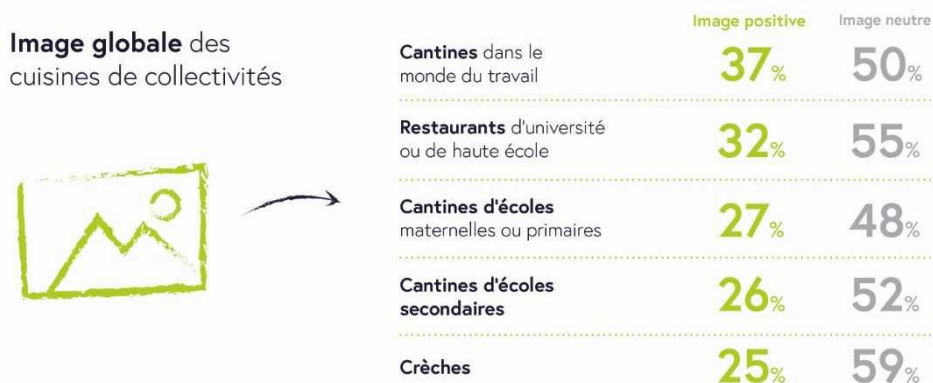 Image globale des
cuisines de collectivités
Image positive Image neutre
Cantines dans le
monde du travail
37% 50%
Restaurants d'université
ou de haute école
32% 55%
Cantines d'écoles
maternelles ou primaires
27% 48%
Cantines d'écoles
secondaires
26% 52%
Crèches
25% 59%